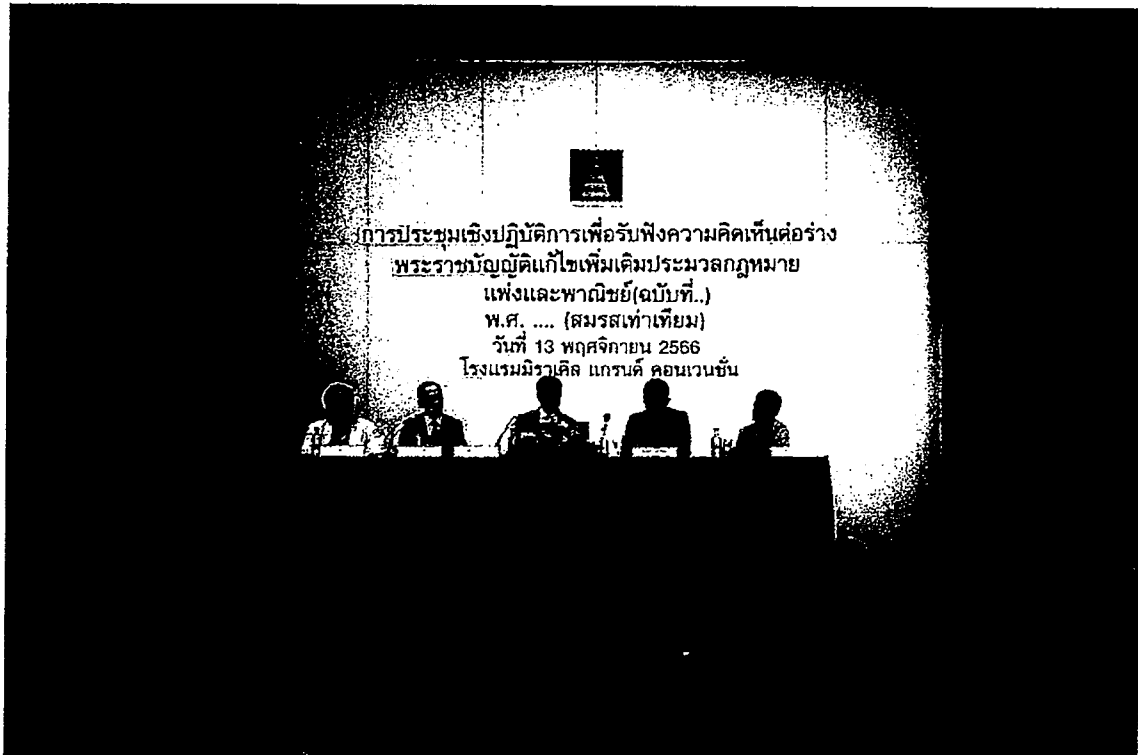 การประชุมเชิงปฏิบัติการเพื่อรับฟังความคิดเห็นต่อร่าง
พระราชบัญญัติแก้ไขเพิ่มเติมประมวลกฎหมาย
แพ่งและพาณิชย์(ฉบับที่..)
พ.ศ. .... (สมรสเท่าเทียม)
วันที่ 13 พฤศจิกายน 2566
โรงแรมมิราเคิล แกรนด์ คอนเวนชั่น